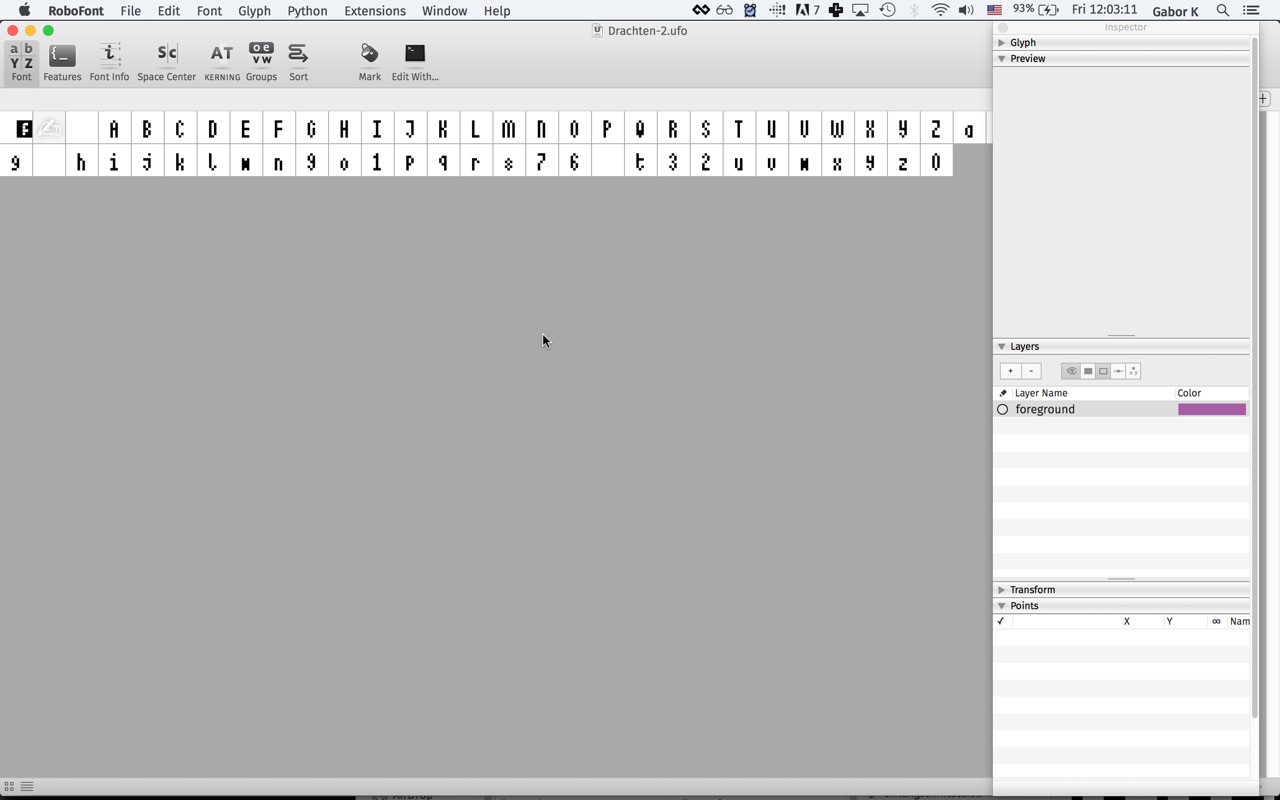 RoboFont File Edit Font Glyph Python Extensions Window Help 7 93% Fri 12:03:11 Gabor K
Drachten-2.ufo
Inspector
Font Features Font Info Space Center KERNING Groups Sort Mark Edit With...
Glyph
Preview
A B C D E F G H I J K L M N O P Q R S T U V W X Y Z a
g h i j k l m n 9 o 1 p q r s 7 6 t 3 2 u v w x y z 0
Layers
+ -
Layer Name Color
foreground
Transform
Points
X Y ∞ Nam